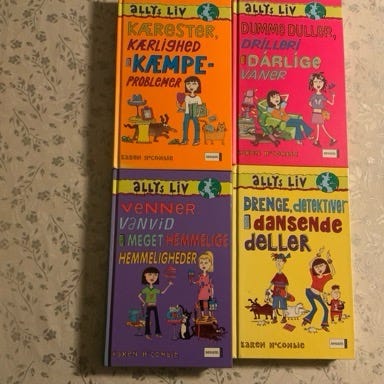 ALLYS LIV
KÆRESTER,
KÆRLIGHED
OG KÆMPE-
PROBLEMER
KAREN McCOMBIE
ALLYS LIV
DUMME DULLER,
DRILLERI
OG DÅRLIGE
VANER
KAREN McCOMBIE
ALLYS LIV
VENNER
VANVID
OG MEGET HEMMELIGE
HEMMELIGHEDER
KAREN McCOMBIE
ALLYS LIV
DRENGE, detektiver
OG dansende
deller
KAREN McCOMBIE